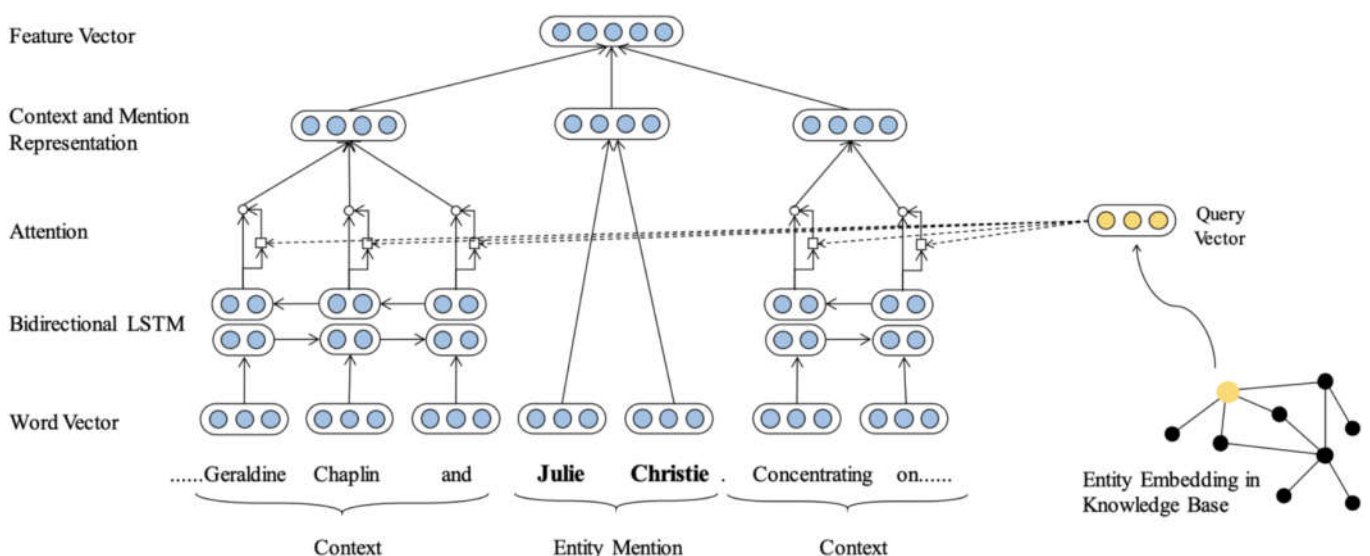 Feature Vector
Context and Mention
Representation
Attention
Query
Vector
Bidirectional LSTM
Word Vector
......Geraldine Chaplin and Julie Christie . Concentrating on......
Entity Embedding in
Knowledge Base
Context Entity Mention Context